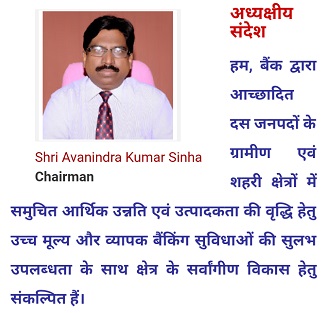 अध्यक्षीय
संदेश
हम, बैंक द्वारा
आच्छादित
दस जनपदों के
ग्रामीण एवं
शहरी क्षेत्रों में
Shri Avanindra Kumar Sinha
Chairman
समुचित आर्थिक उन्नति एवं उत्पादकता की वृद्धि हेतु
उच्च मूल्य और व्यापक बैंकिंग सुविधाओं की सुलभ
उपलब्धता के साथ क्षेत्र के सर्वांगीण विकास हेतु
संकल्पित हैं।